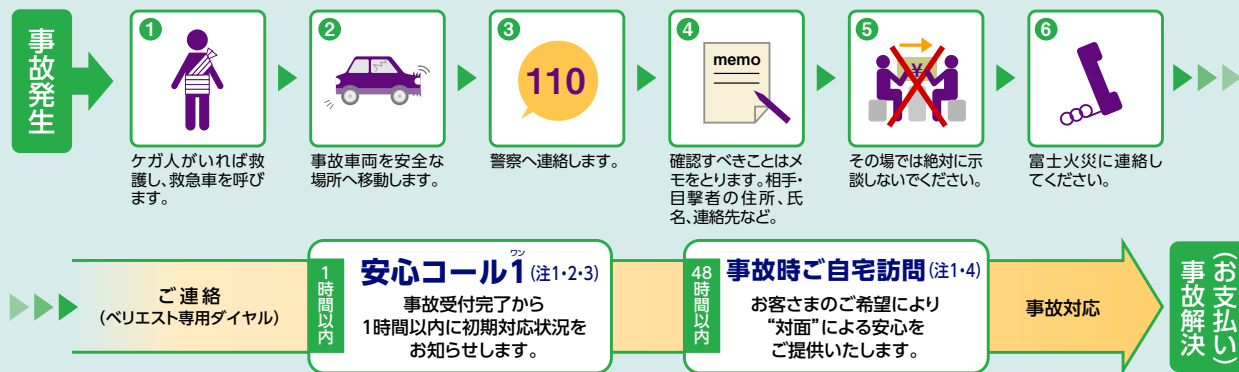 事故発生
1
ケガ人がいれば救
護し、救急車を呼び
ます。
2
事故車両を安全な
場所へ移動します。
3
110
警察へ連絡します。
4
memo
確認すべきことはメ
モをとります。相手・
目撃者の住所、氏
名、連絡先など。
5
¥
その場では絶対に示
談しないでください。
6
富士火災に連絡し
てください。
ご連絡
(ベリエスト専用ダイヤル)
1時間以内
ワン
安心コール1(注1・2・3)
事故受付完了から
1時間以内に初期対応状況を
お知らせします。
48時間以内
事故時ご自宅訪問(注1・4)
お客さまのご希望により
“対面”による安心を
ご提供いたします。
事故対応
(お支払い)
事故解決